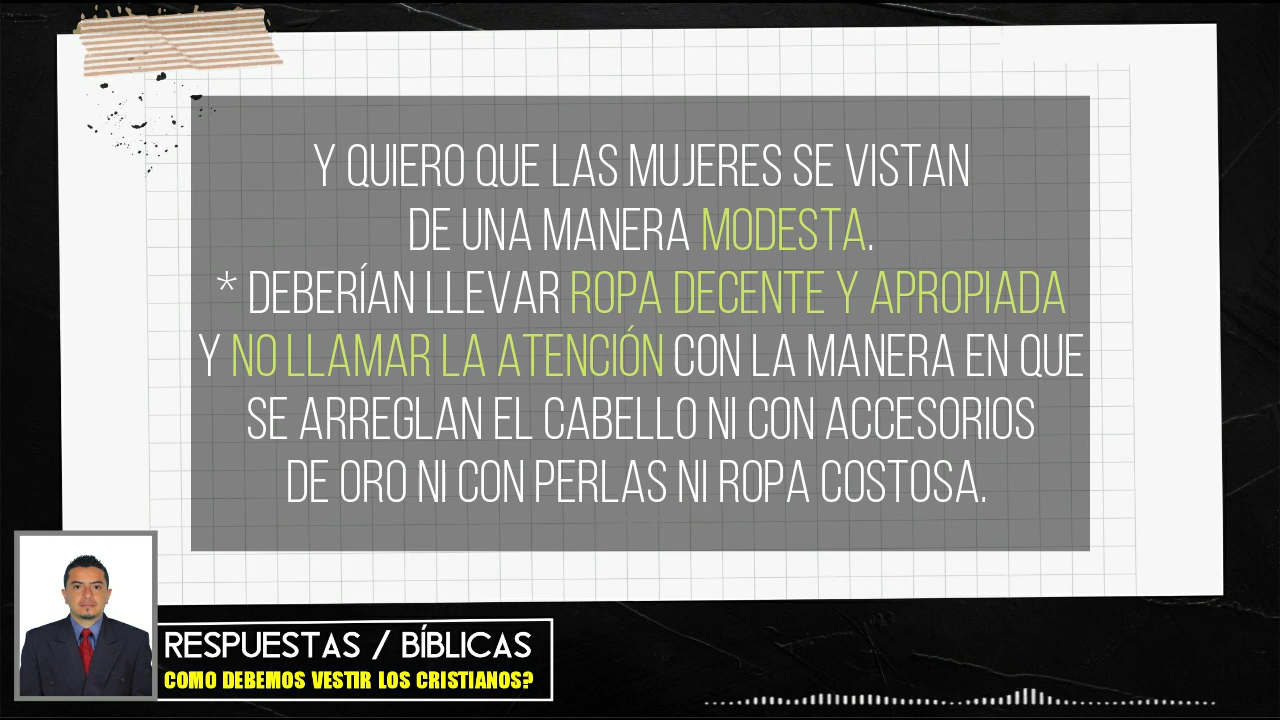 Y QUIERO QUE LAS MUJERES SE VISTAN
DE UNA MANERA MODESTA.
* DEBERÍAN LLEVAR ROPA DECENTE Y APROPIADA
Y NO LLAMAR LA ATENCIÓN CON LA MANERA EN QUE
SE ARREGLAN EL CABELLO NI CON ACCESORIOS
DE ORO NI CON PERLAS NI ROPA COSTOSA.
RESPUESTAS / BÍBLICAS
COMO DEBEMOS VESTIR LOS CRISTIANOS?